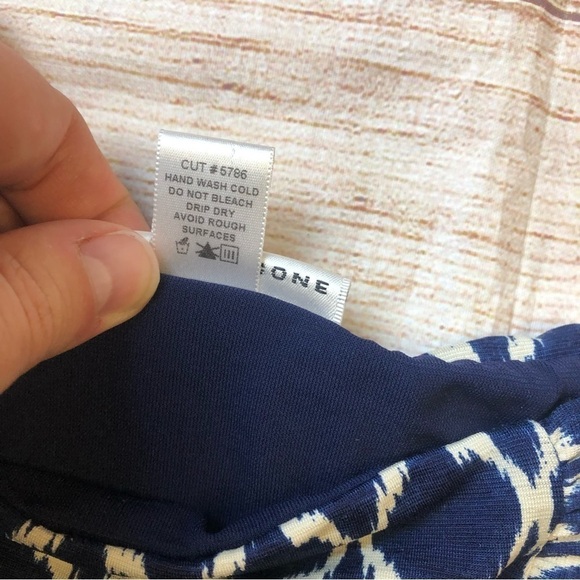 CUT #5786
HAND WASH COLD
DO NOT BLEACH
DRIP DRY
AVOID ROUGH
SURFACES
ONE